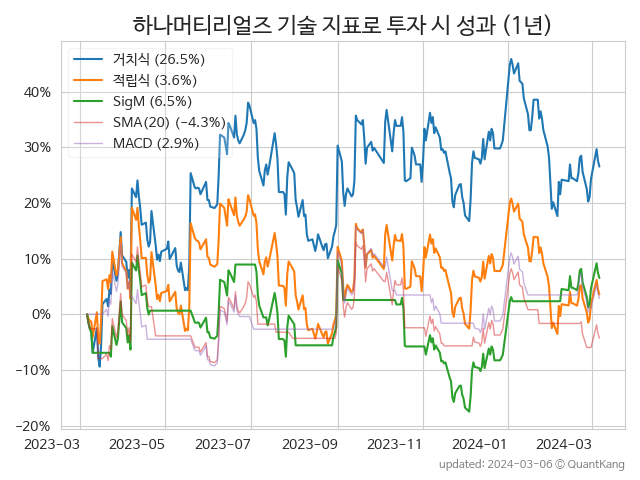 하나머티리얼즈 기술 지표로 투자 시 성과 (1년)
거치식 (26.5%)
적립식 (3.6%)
SigM (6.5%)
SMA(20) (−4.3%)
MACD (2.9%)
40%
30%
20%
10%
0%
−10%
−20%
2023−03 2023−05 2023−07 2023−09 2023−11 2024−01 2024−03
updated: 2024-03-06 ⓒ QuantKang